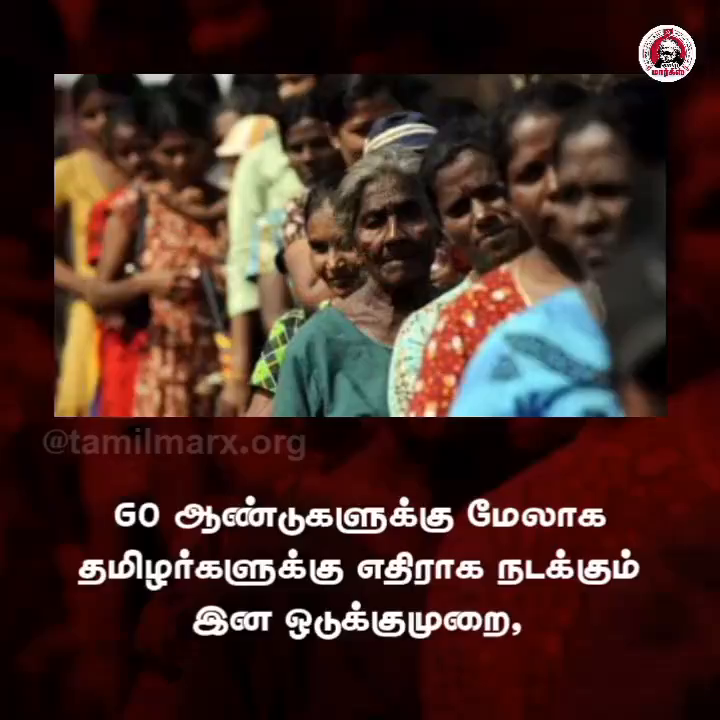 மார்க்ஸ்
@tamilmarx.org
60 ஆண்டுகளுக்கு மேலாக
தமிழர்களுக்கு எதிராக நடக்கும்
இன ஒடுக்குமுறை,